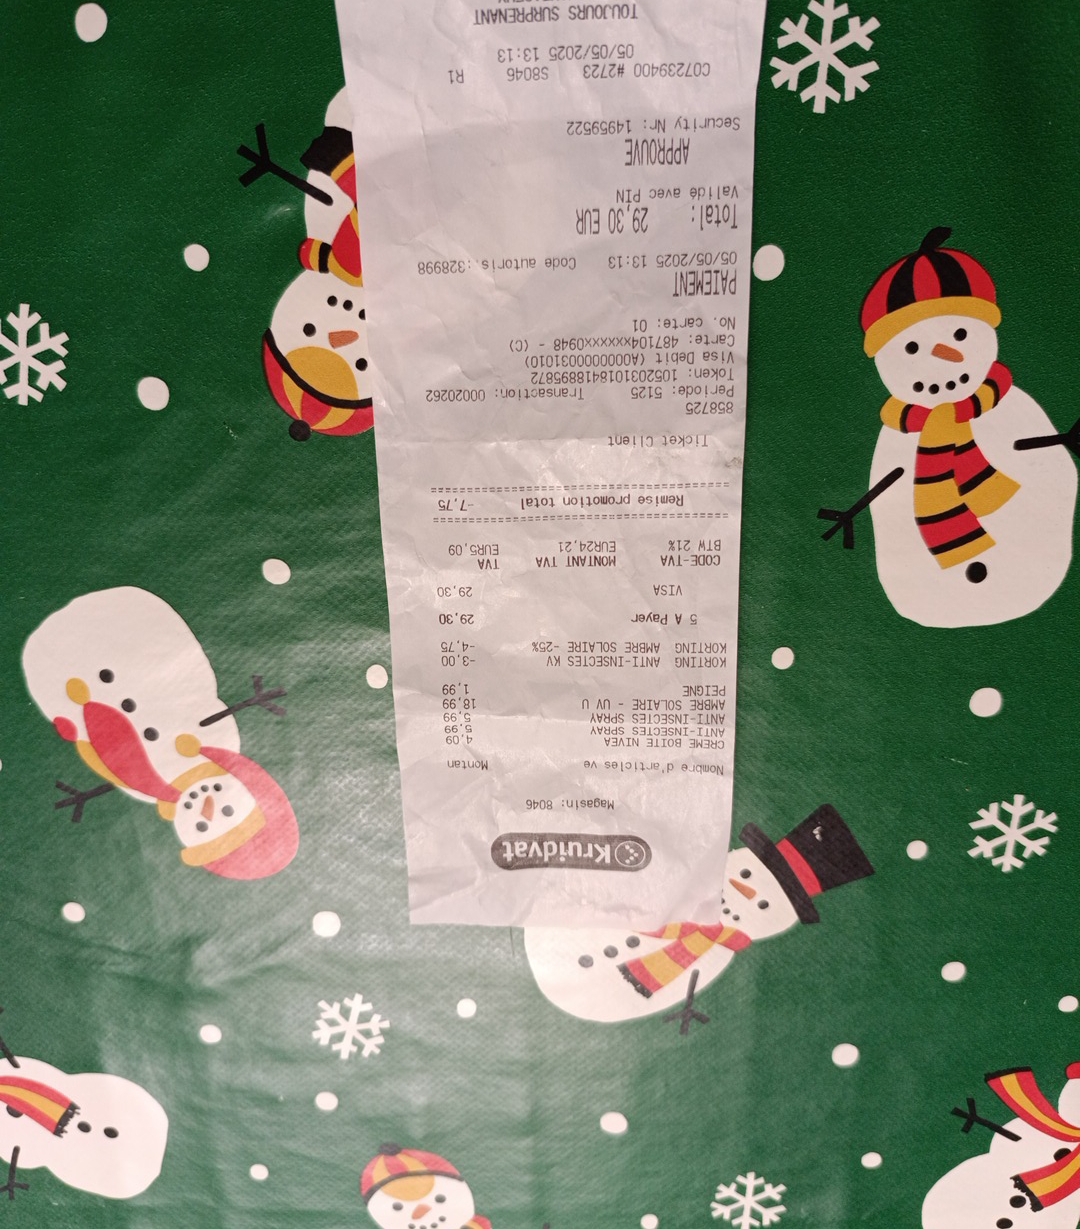 Kruidvat
Magasin: 8046
Nombre d'articles ve Montan
CREME BOITE NIVEA 4,09
ANTI-INSECTES SPRAY 5,99
ANTI-INSECTES SPRAY 5,99
AMBRE SOLAIRE - UV U 18,99
PEIGNE 1,99
KORTING ANTI-INSECTES KV -3,00
KORTING AMBRE SOLAIRE -25% -4,75
5 A Payer 29,30
VISA 29,30
CODE-TVA MONTANT TVA TVA
BTW 21% EUR24,21 EUR5,09
================================
Remise promotion total -7,75
================================
Ticket Client
858725
Periode: 5125 Transaction: 00020262
Token: 1052031018418895872
Visa Debit (A0000000031010)
Carte: 487104xxxxxx0948 - (C)
No. carte: 01
PAIEMENT
05/05/2025 13:13 Code autoris.:328998
Total: 29,30 EUR
Validé avec PIN
APPROUVE
Security Nr: 14959522
C07239400 #2723 S8046 R1
05/05/2025 13:13
TOUJOURS SURPRENANT